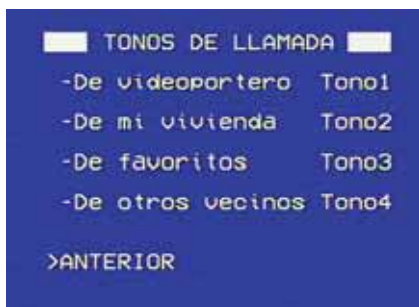 TONOS DE LLAMADA
-De videoportero Tono1
-De mi vivienda Tono2
-De favoritos Tono3
-De otros vecinos Tono4
>ANTERIOR